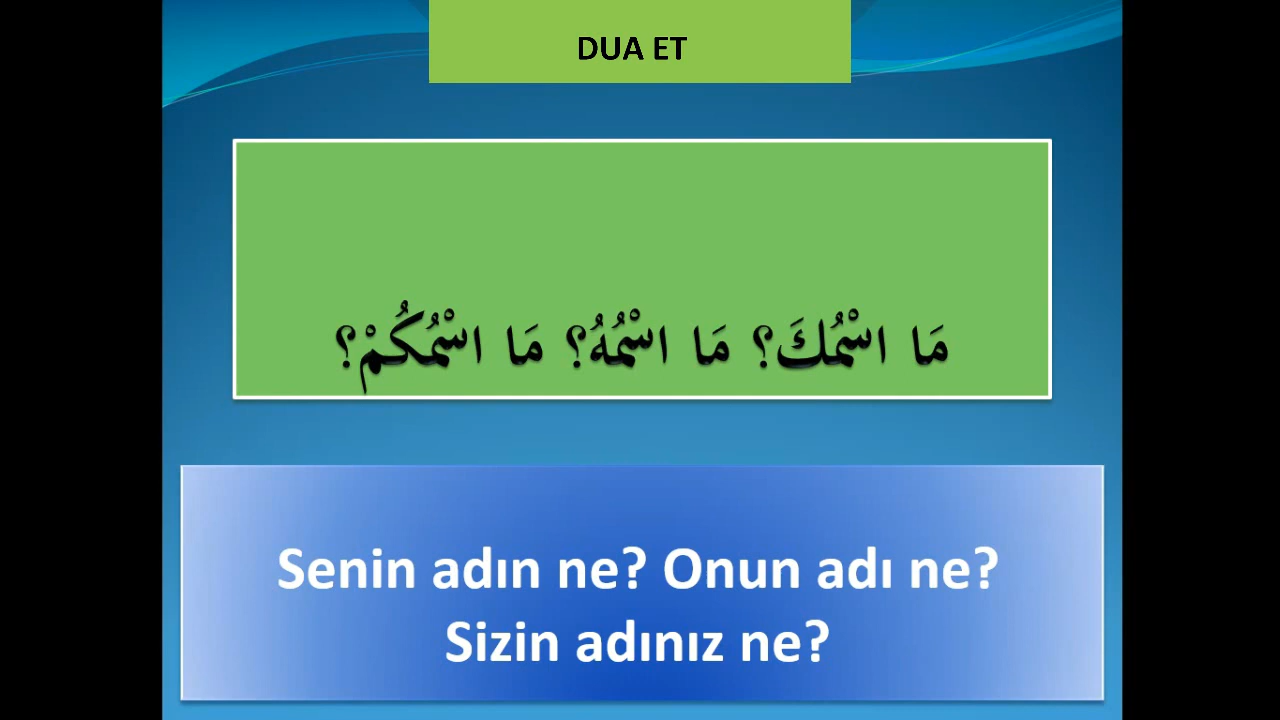 DUA ET
مَا اسْمُكَ؟ مَا اسْمُهُ؟ مَا اسْمُكُمْ؟
Senin adın ne? Onun adı ne?
Sizin adınız ne?